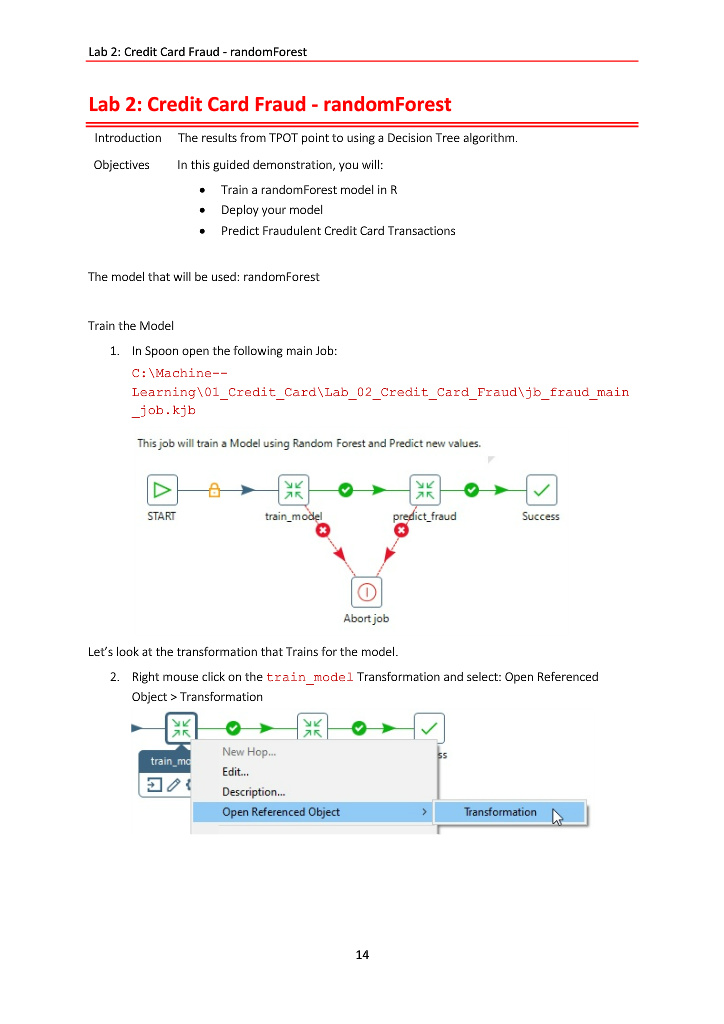 Lab 2: Credit Card Fraud - randomForest
Lab 2: Credit Card Fraud - randomForest
Introduction The results from TPOT point to using a Decision Tree algorithm.
Objectives In this guided demonstration, you will:
• Train a randomForest model in R
• Deploy your model
• Predict Fraudulent Credit Card Transactions
The model that will be used: randomForest
Train the Model
1. In Spoon open the following main Job:
C:\Machine--
Learning\01_Credit_Card\Lab_02_Credit_Card_Fraud\jb_fraud_main
_job.kjb
This job will train a Model using Random Forest and Predict new values.
START train_model predict_fraud Success
Abort job
Let's look at the transformation that Trains for the model.
2. Right mouse click on the train_model Transformation and select: Open Referenced
Object > Transformation
ss
train_mo
New Hop...
Edit...
Description...
Open Referenced Object > Transformation
14